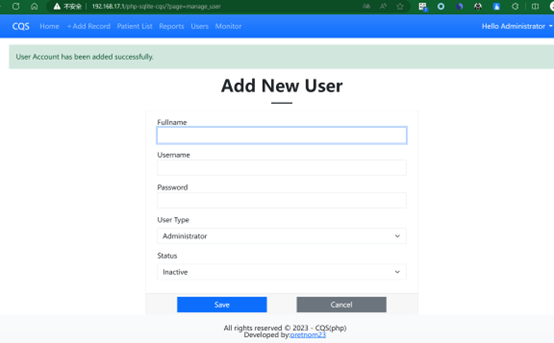 不安全 192.168.17.1/php-sqlite-cqs/?page=manage_user
CQS Home + Add Record Patient List Reports Users Monitor Hello Administrator
User Account has been added successfully.
Add New User
Fullname
Username
Password
User Type
Administrator
Status
Inactive
Save Cancel
All rights reserved © 2023 - CQS(php)
Developed by:oretnom23